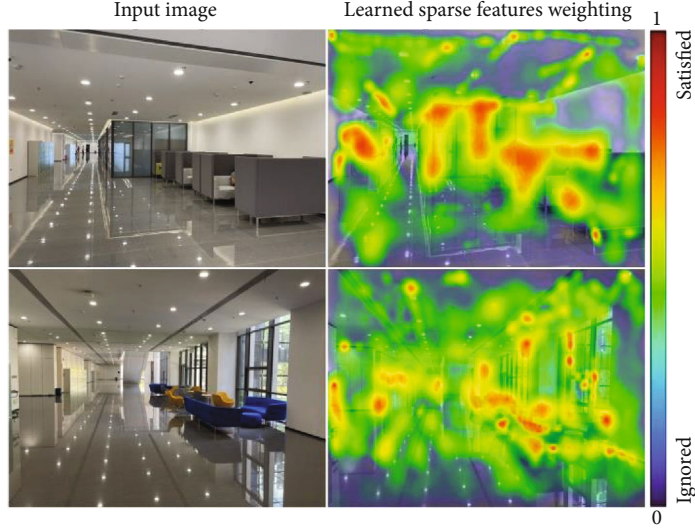 Input image
Learned sparse features weighting
1
Satisfied
Ignored
0